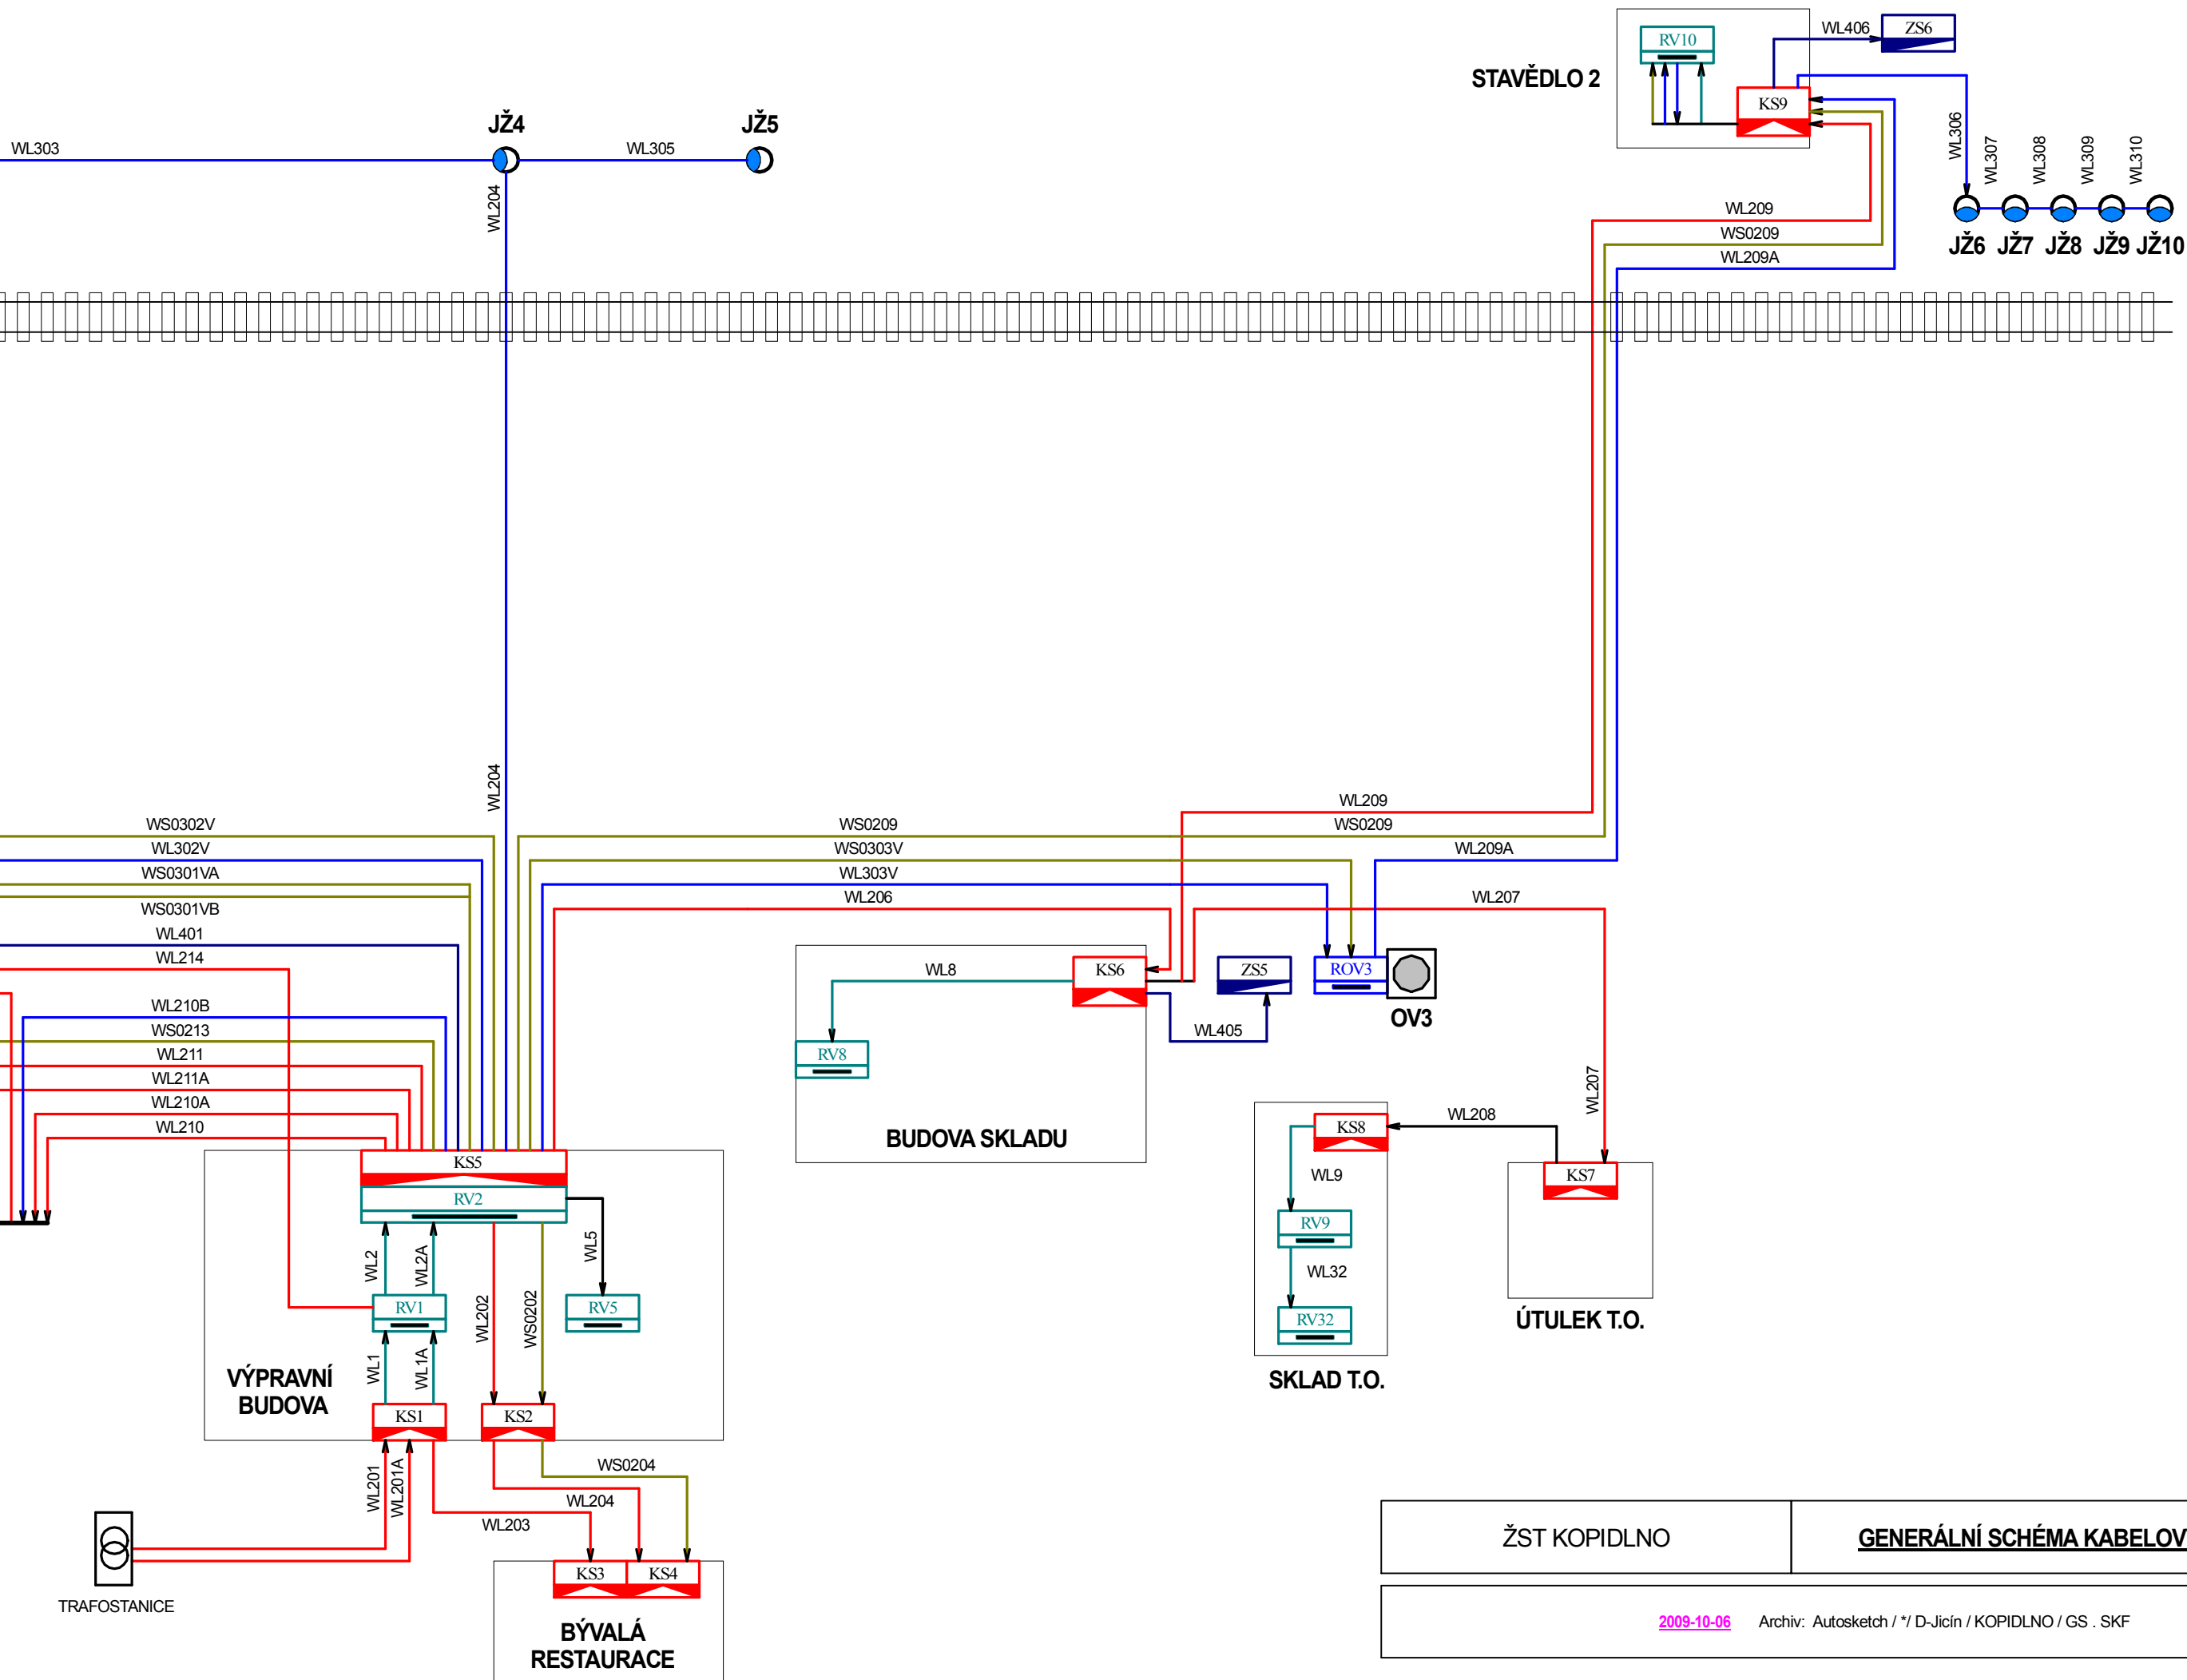 WL406
ZS6
RV10
STAVĚDLO 2
KS9
JŽ4
JŽ5
WL303
WL305
WL306
WL307
WL308
WL309
WL310
WL204
WL209
WS0209
WL209A
JŽ6 JŽ7 JŽ8 JŽ9 JŽ10
WL204
WL209
WS0302V
WS0209
WS0209
WL302V
WS0303V
WL209A
WS0301VA
WL303V
WL206
WL207
WS0301VB
WL401
WL214
WL8
KS6
ZS5
ROV3
WL210B
OV3
WS0213
WL405
WL211
RV8
WL211A
WL207
WL210A
WL208
WL210
KS8
BUDOVA SKLADU
KS5
WL9
KS7
RV2
RV9
WL2
WL2A
WL5
WL32
RV1
WL202
WS0202
RV5
RV32
ÚTULEK T.O.
WL1
WL1A
VÝPRAVNÍ
BUDOVA
SKLAD T.O.
KS1
KS2
WL201
WL201A
WS0204
WL204
WL203
ŽST KOPIDLNO
GENERÁLNÍ SCHÉMA KABELOV
KS3
KS4
TRAFOSTANICE
BÝVALÁ
RESTAURACE
2009-10-06 Archiv: Autosketch / */ D-Jicín / KOPIDLNO / GS . SKF